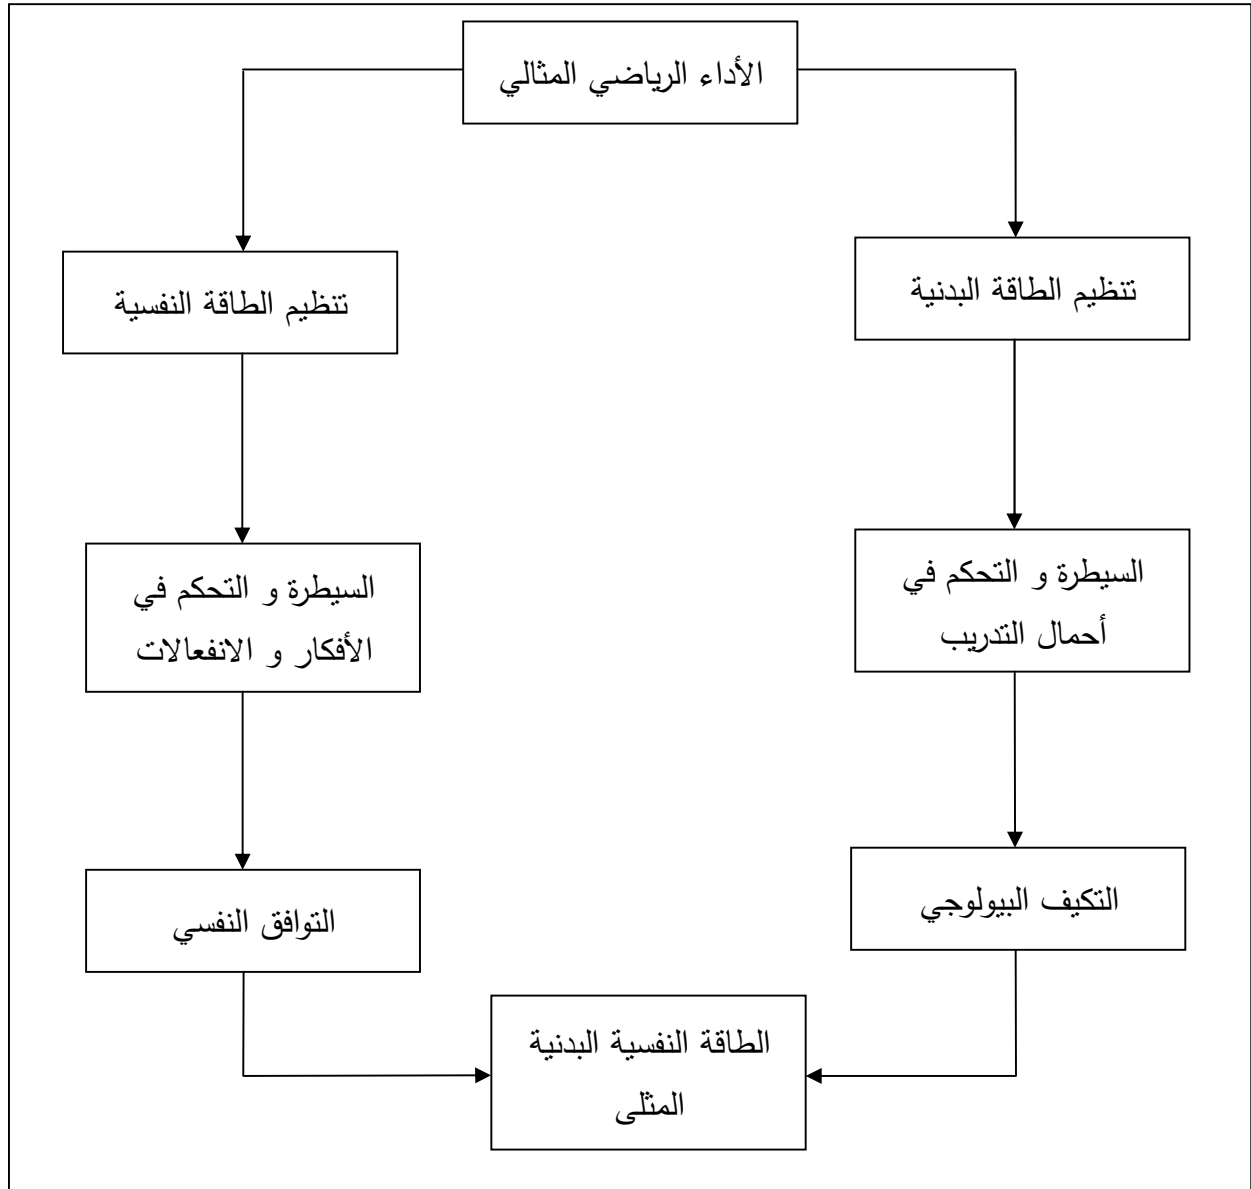 الأداء الرياضي المثالي
تنظيم الطاقة البدنية
تنظيم الطاقة النفسية
السيطرة و التحكم في
أحمال التدريب
السيطرة و التحكم في
الأفكار و الانفعالات
التكيف البيولوجي
التوافق النفسي
الطاقة النفسية البدنية
المثلى